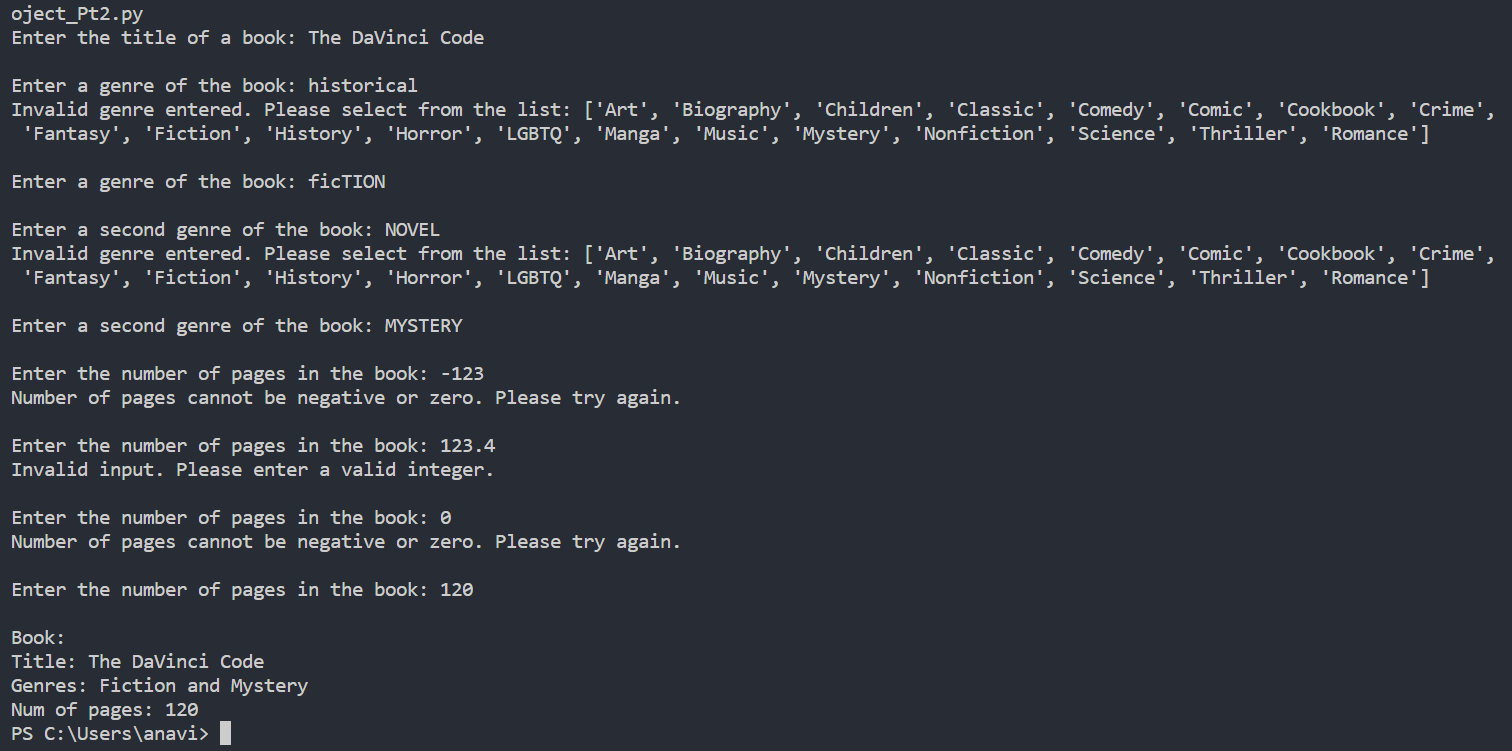 oject_Pt2.py
Enter the title of a book: The DaVinci Code
Enter a genre of the book: historical
Invalid genre entered. Please select from the list: ['Art', 'Biography', 'Children', 'Classic', 'Comedy', 'Comic', 'Cookbook', 'Crime',
'Fantasy', 'Fiction', 'History', 'Horror', 'LGBTQ', 'Manga', 'Music', 'Mystery', 'Nonfiction', 'Science', 'Thriller', 'Romance']
Enter a genre of the book: ficTION
Enter a second genre of the book: NOVEL
Invalid genre entered. Please select from the list: ['Art', 'Biography', 'Children', 'Classic', 'Comedy', 'Comic', 'Cookbook', 'Crime',
'Fantasy', 'Fiction', 'History', 'Horror', 'LGBTQ', 'Manga', 'Music', 'Mystery', 'Nonfiction', 'Science', 'Thriller', 'Romance']
Enter a second genre of the book: MYSTERY
Enter the number of pages in the book: -123
Number of pages cannot be negative or zero. Please try again.
Enter the number of pages in the book: 123.4
Invalid input. Please enter a valid integer.
Enter the number of pages in the book: 0
Number of pages cannot be negative or zero. Please try again.
Enter the number of pages in the book: 120
Book:
Title: The DaVinci Code
Genres: Fiction and Mystery
Num of pages: 120
PS C:\Users\anavi>